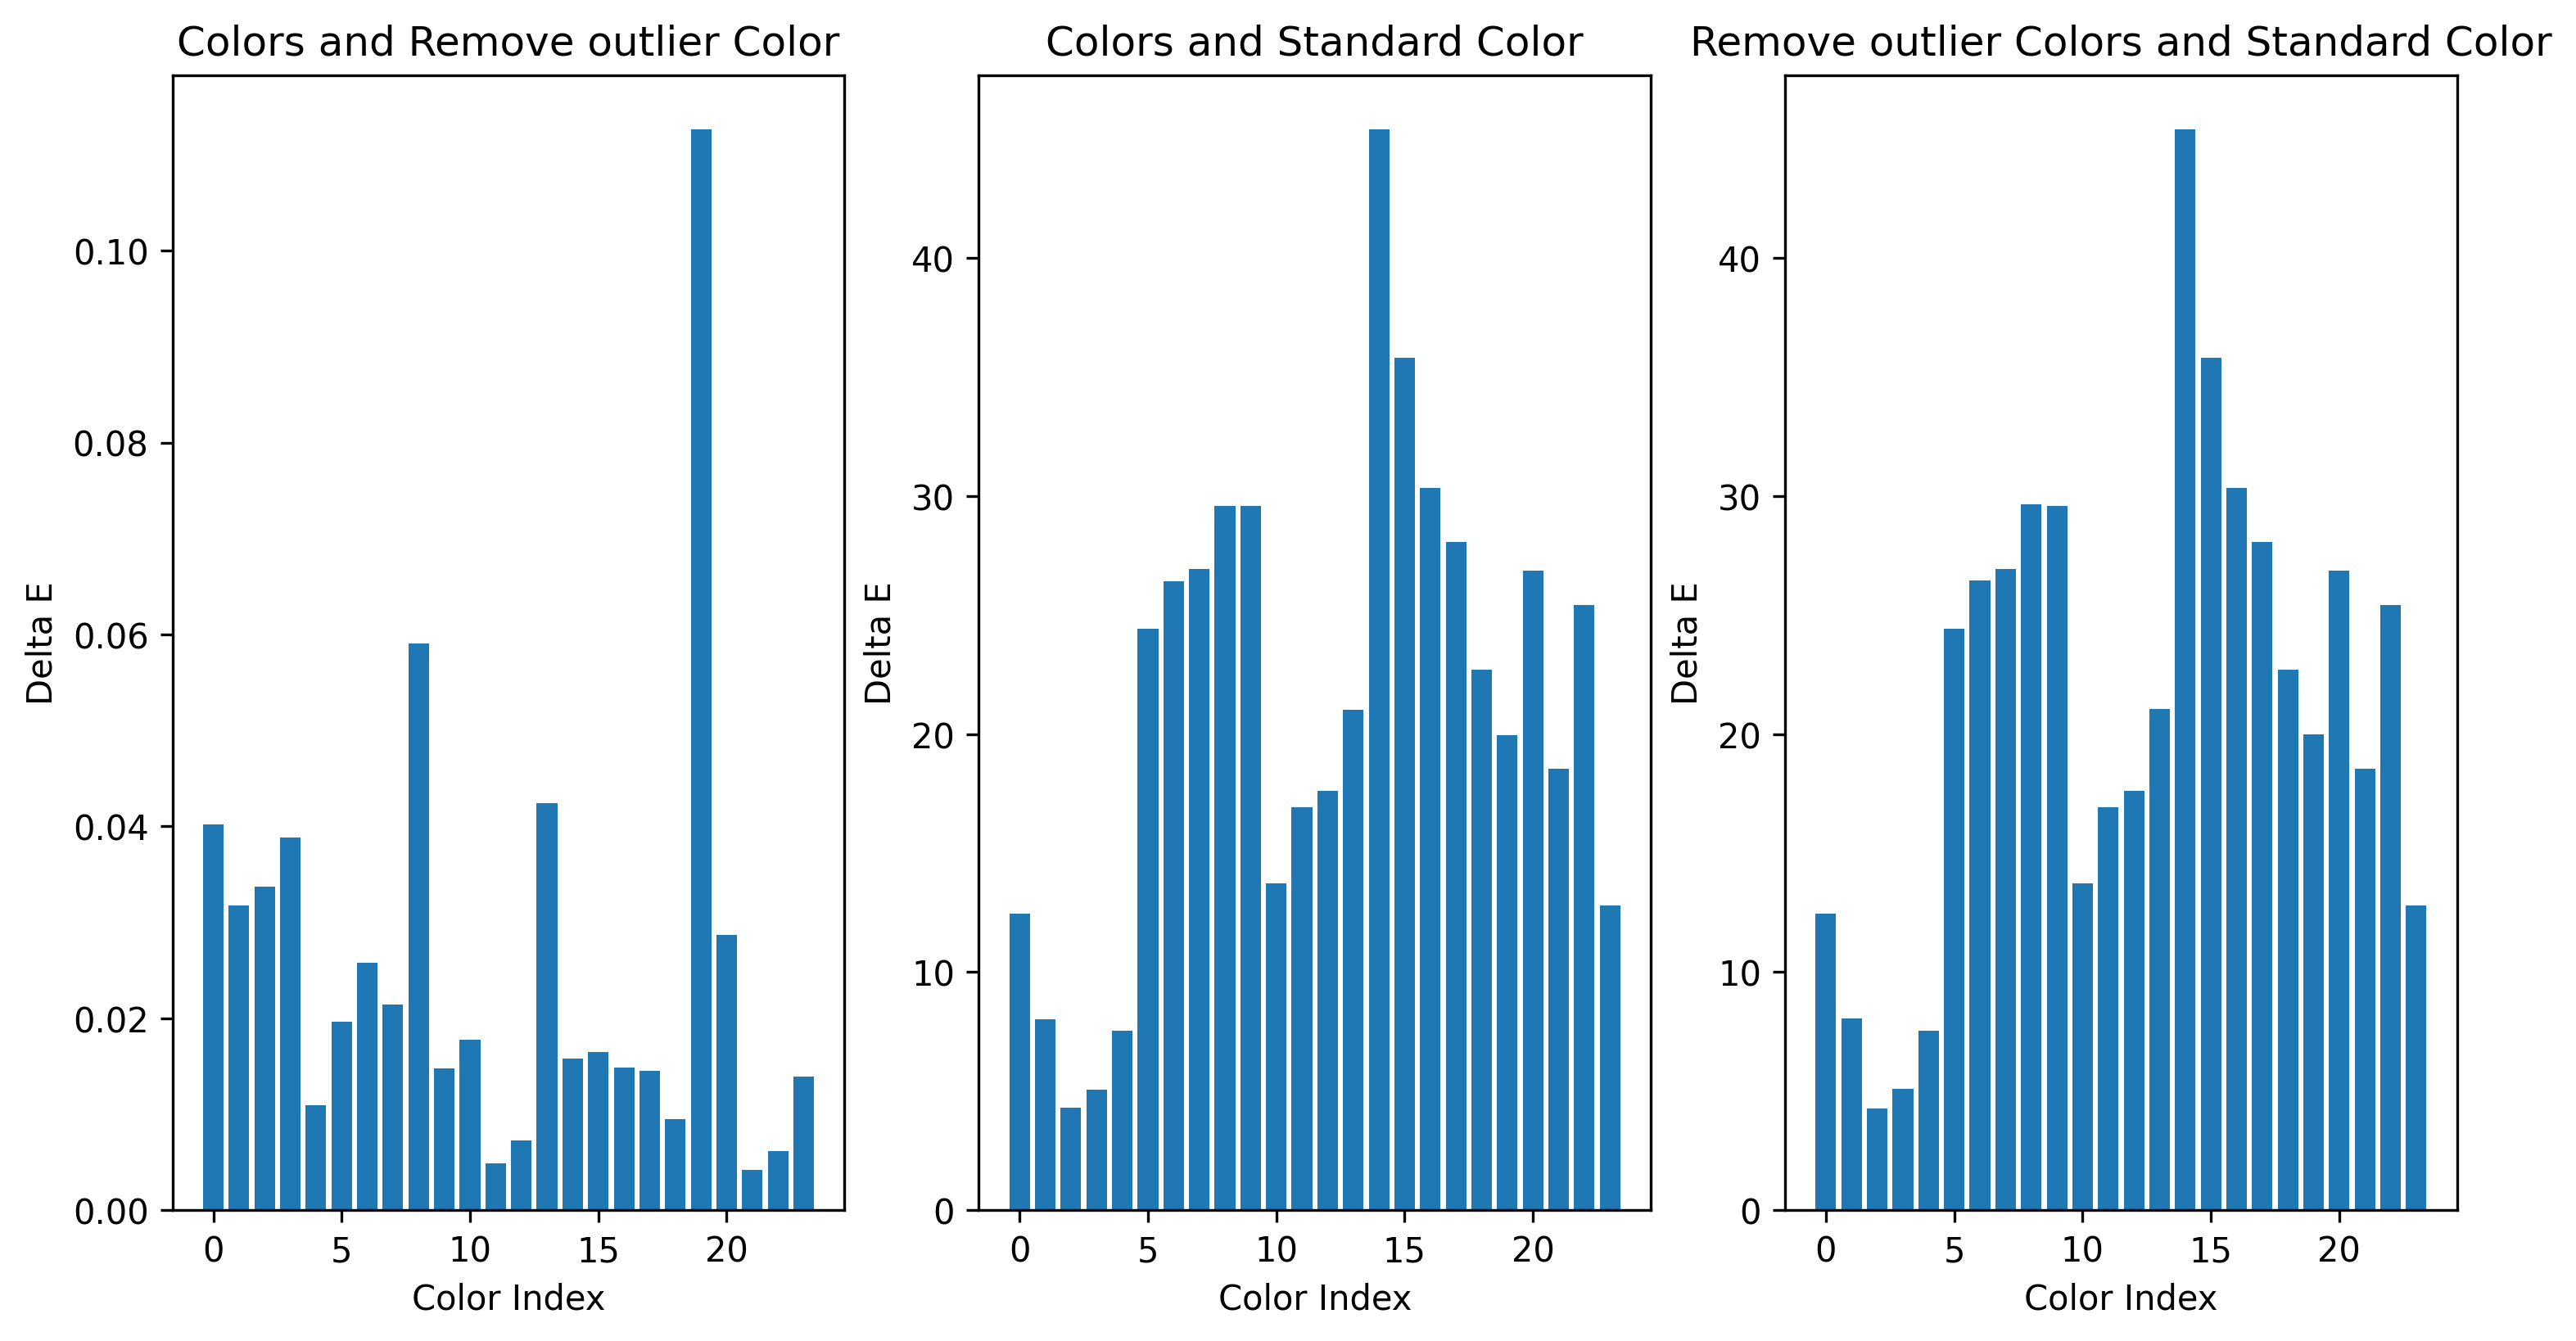 Colors and Remove outlier Color
Delta E
0.10
0.08
0.06
0.04
0.02
0.00
0 5 10 15 20
Color Index
Colors and Standard Color
Delta E
40
30
20
10
0
0 5 10 15 20
Color Index
Remove outlier Colors and Standard Color
Delta E
40
30
20
10
0
0 5 10 15 20
Color Index